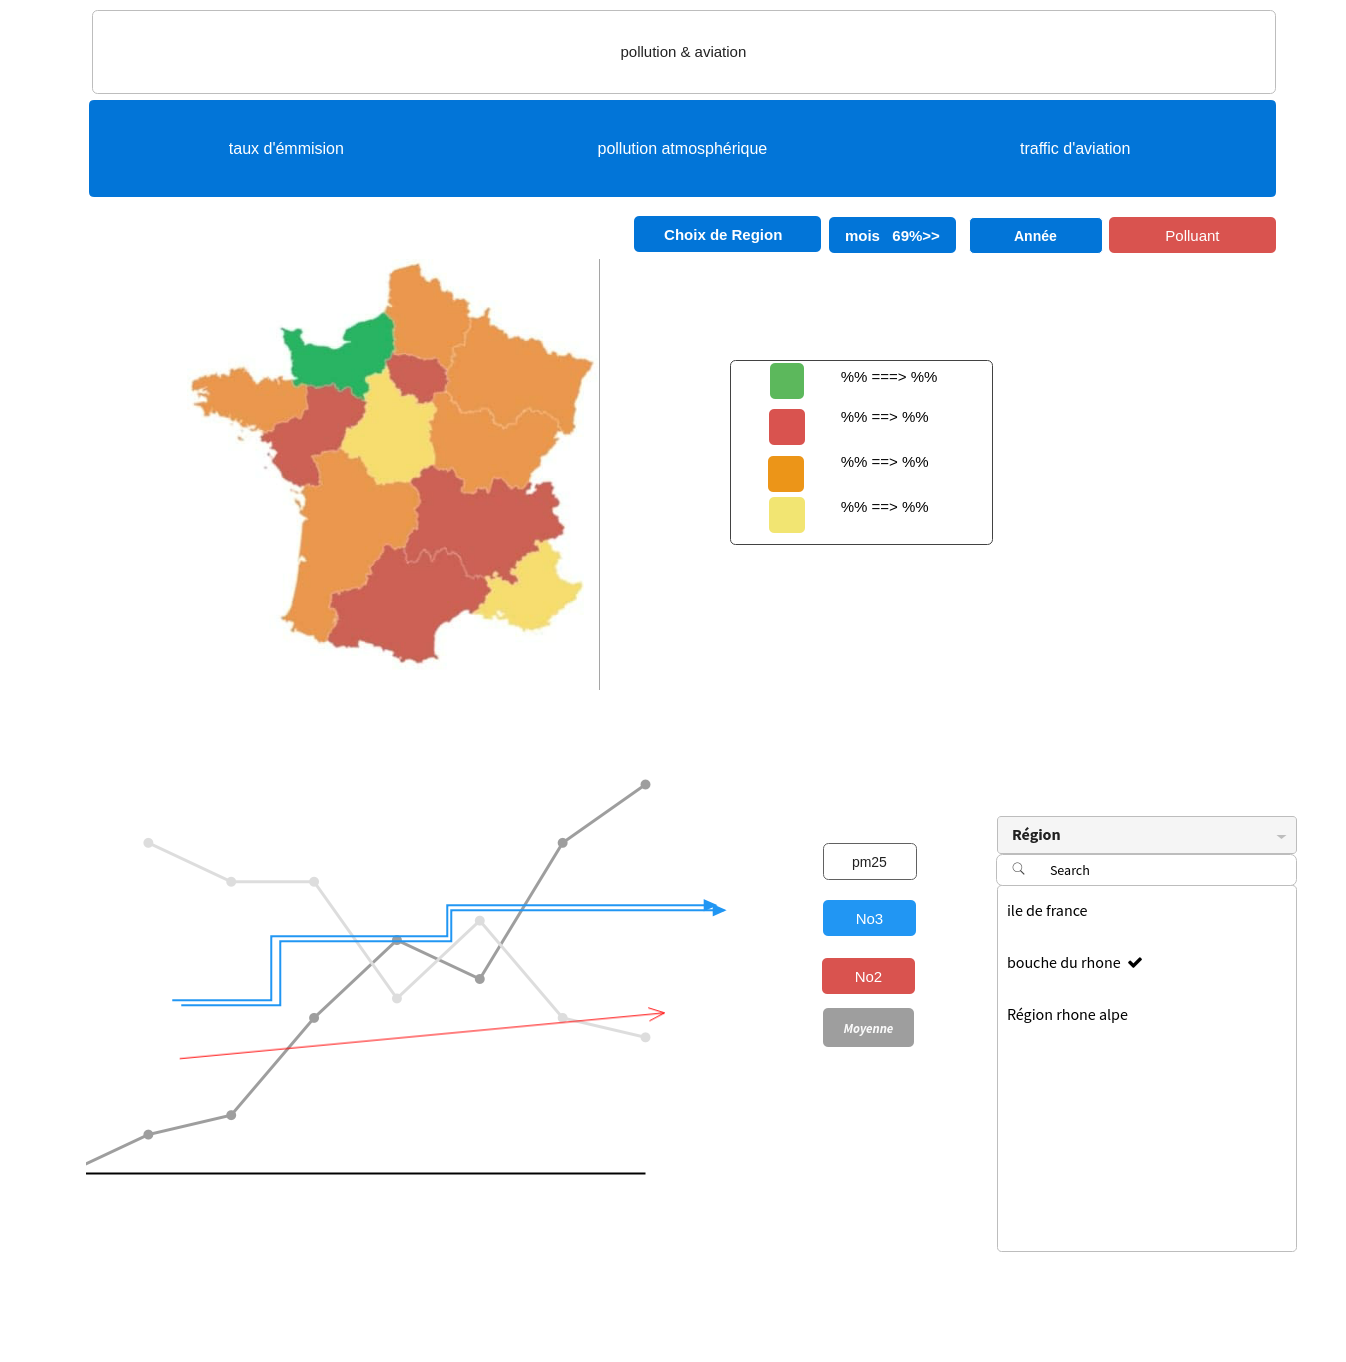 pollution & aviation
taux d'émmision
pollution atmosphérique
traffic d'aviation
Choix de Region
mois 69%>>
Année
Polluant
%% ===> %%
%% ==> %%
%% ==> %%
%% ==> %%
pm25
No3
No2
Moyenne
Région
Search
ile de france
bouche du rhone ✔
Région rhone alpe